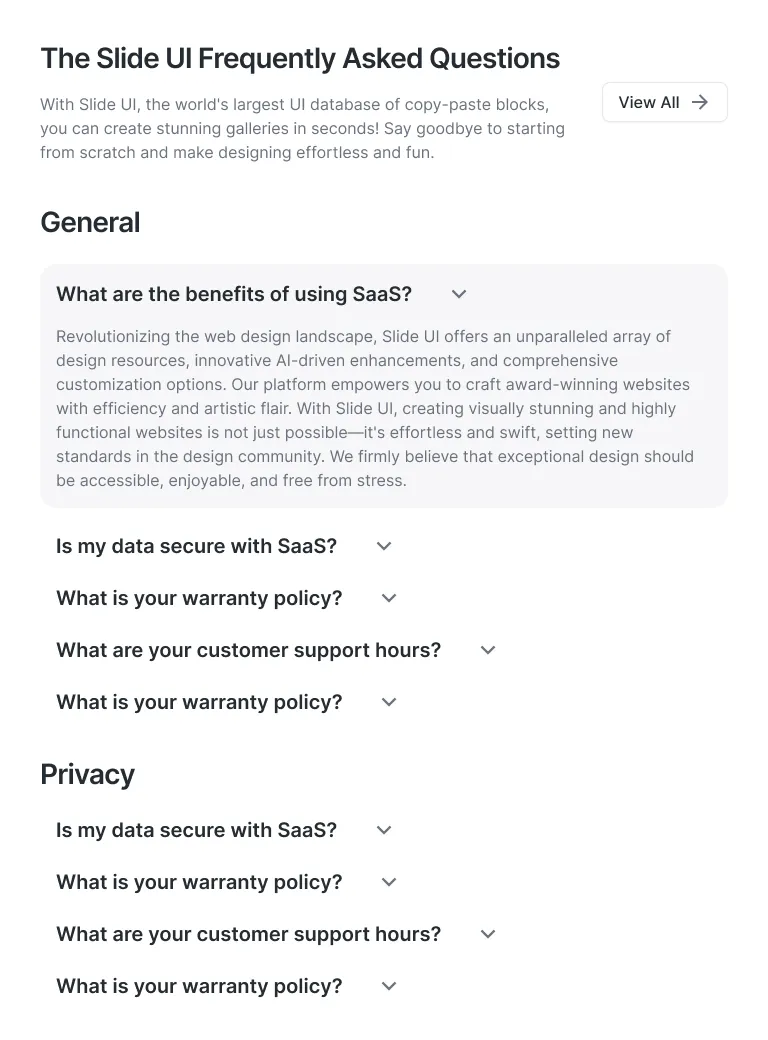 The Slide UI Frequently Asked Questions
With Slide UI, the world's largest UI database of copy-paste blocks,
you can create stunning galleries in seconds! Say goodbye to starting
from scratch and make designing effortless and fun.
View All
General
What are the benefits of using SaaS?
Revolutionizing the web design landscape, Slide UI offers an unparalleled array of
design resources, innovative AI-driven enhancements, and comprehensive
customization options. Our platform empowers you to craft award-winning websites
with efficiency and artistic flair. With Slide UI, creating visually stunning and highly
functional websites is not just possible—it's effortless and swift, setting new
standards in the design community. We firmly believe that exceptional design should
be accessible, enjoyable, and free from stress.
Is my data secure with SaaS?
What is your warranty policy?
What are your customer support hours?
What is your warranty policy?
Privacy
Is my data secure with SaaS?
What is your warranty policy?
What are your customer support hours?
What is your warranty policy?